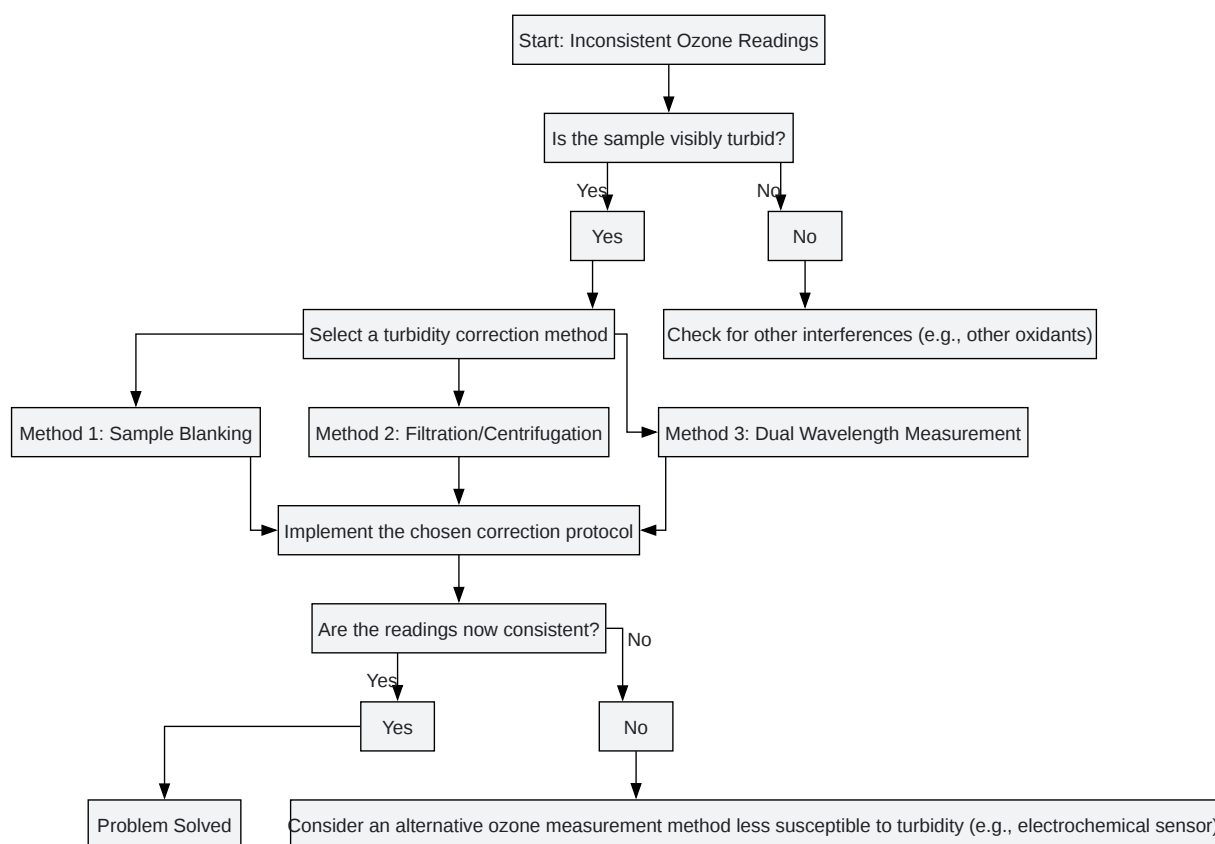 Start: Inconsistent Ozone Readings
Is the sample visibly turbid?
Yes
No
Yes
No
Select a turbidity correction method
Check for other interferences (e.g., other oxidants)
Method 1: Sample Blanking
Method 2: Filtration/Centrifugation
Method 3: Dual Wavelength Measurement
Implement the chosen correction protocol
Are the readings now consistent?
No
Yes
Yes
No
Problem Solved
Consider an alternative ozone measurement method less susceptible to turbidity (e.g., electrochemical sensor)